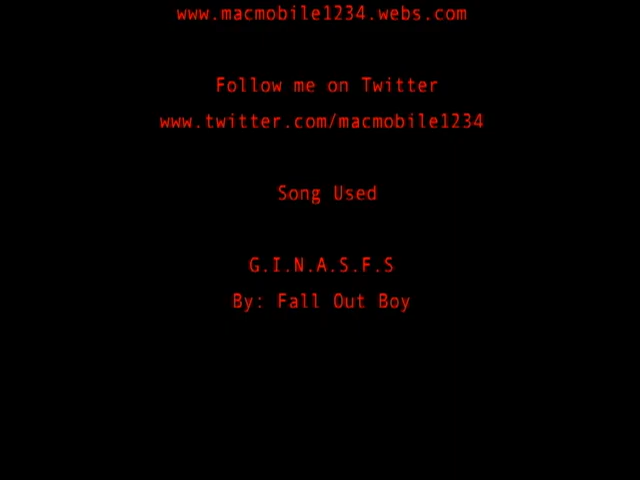 www.macmobile1234.webs.com
Follow me on Twitter
www.twitter.com/macmobile1234
Song Used
G.I.N.A.S.F.S
By: Fall Out Boy